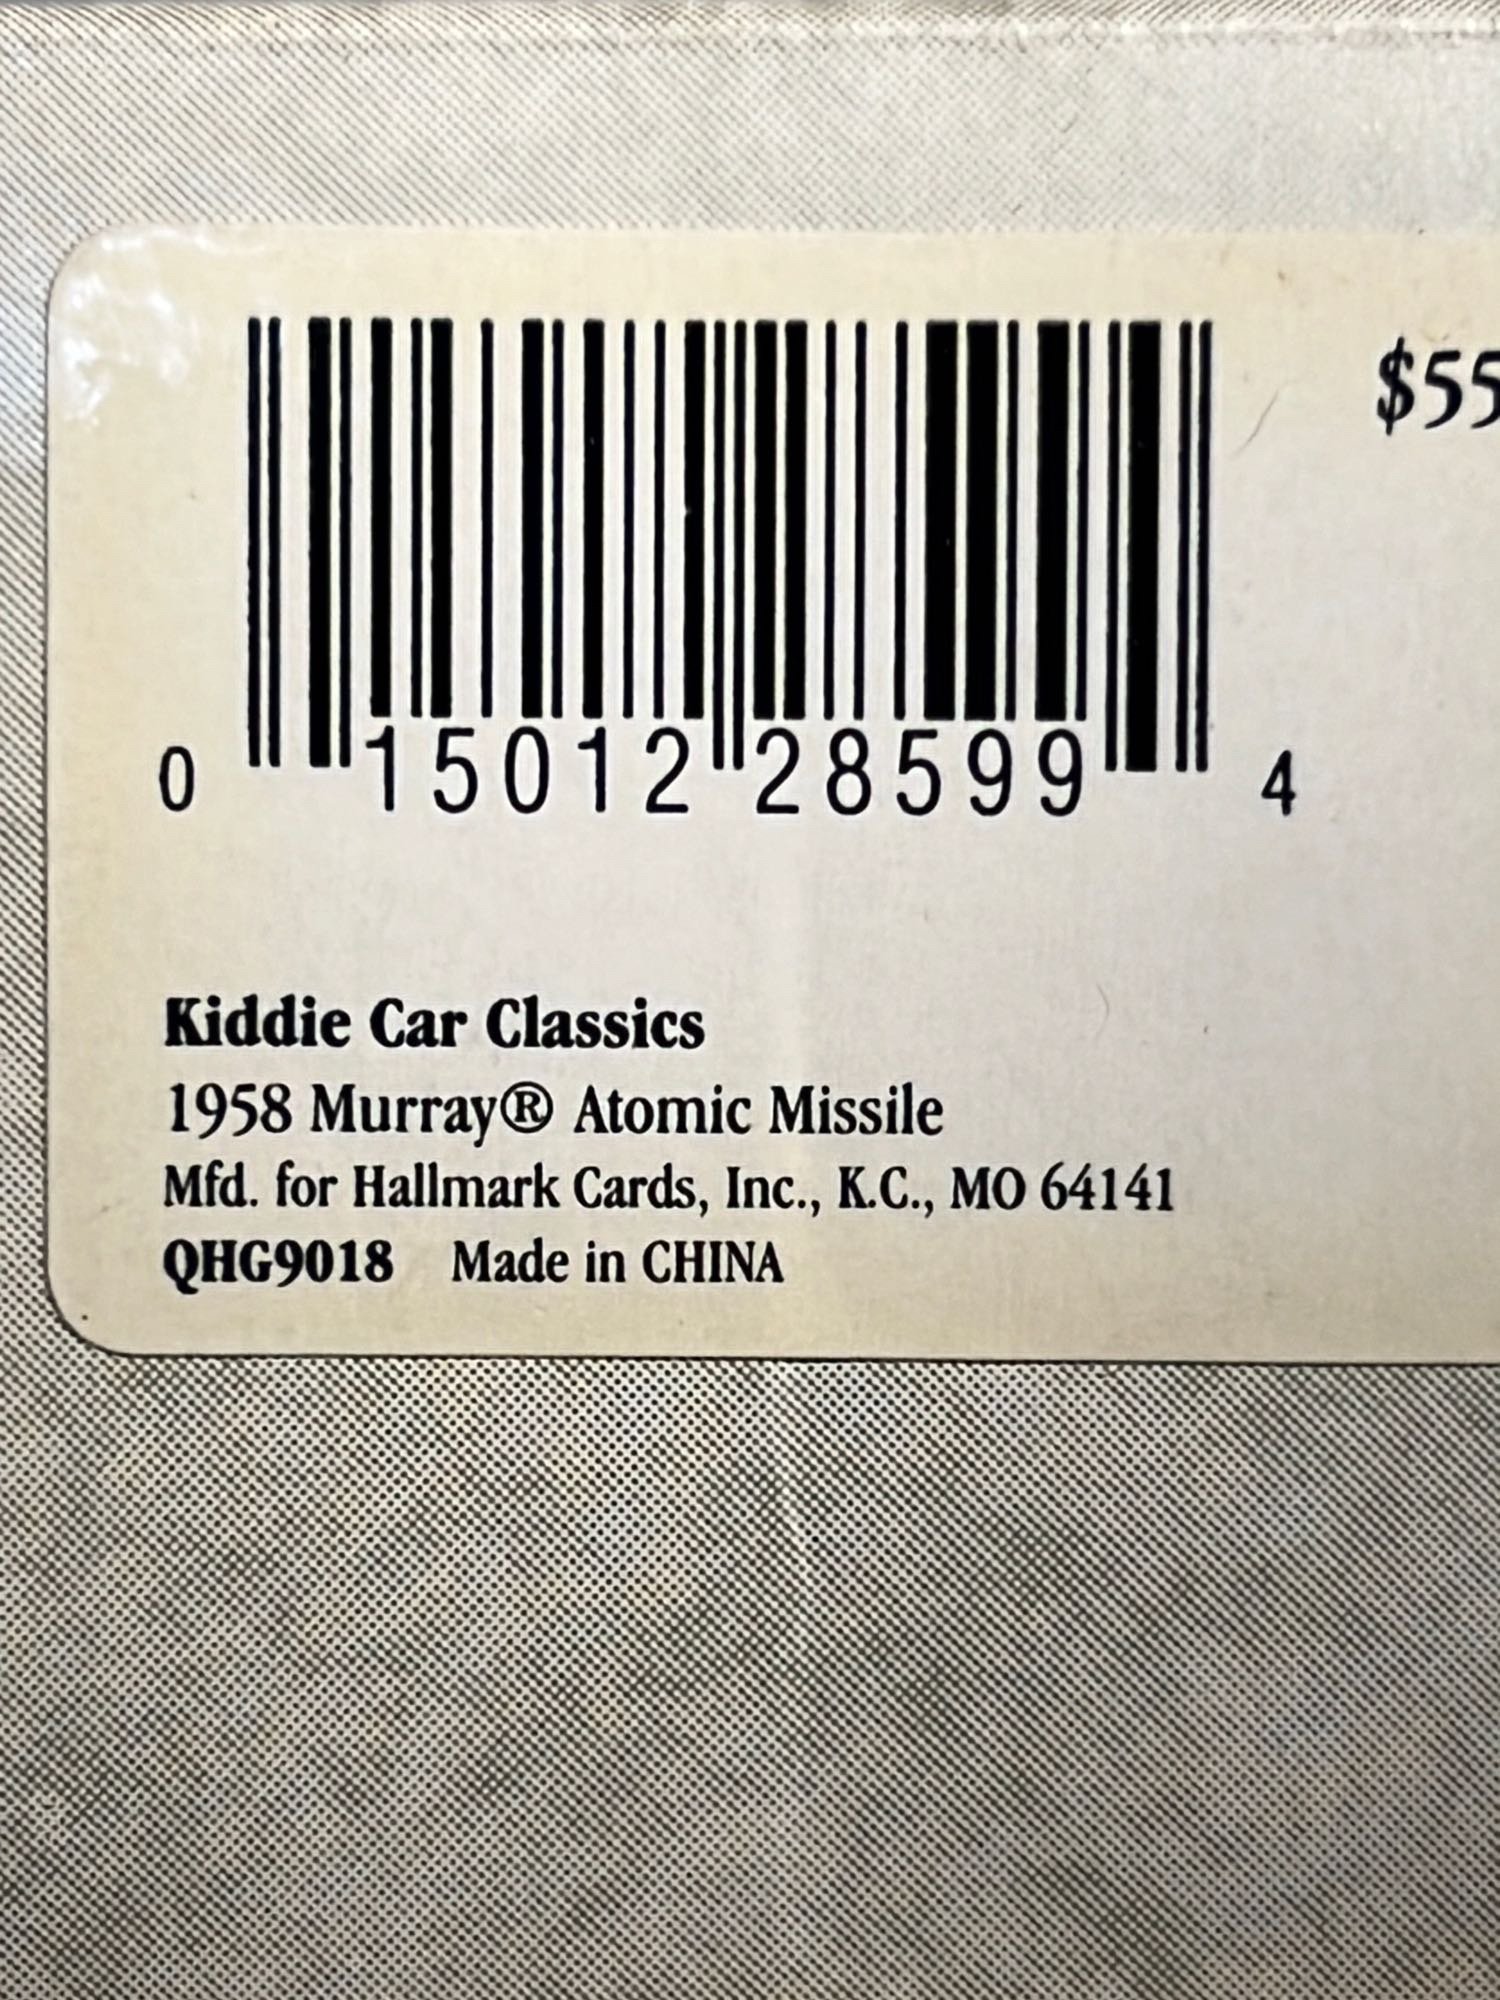 $55
0 15012 28599 4
Kiddie Car Classics
1958 Murray® Atomic Missile
Mfd. for Hallmark Cards, Inc., K.C., MO 64141
QHG9018 Made in CHINA